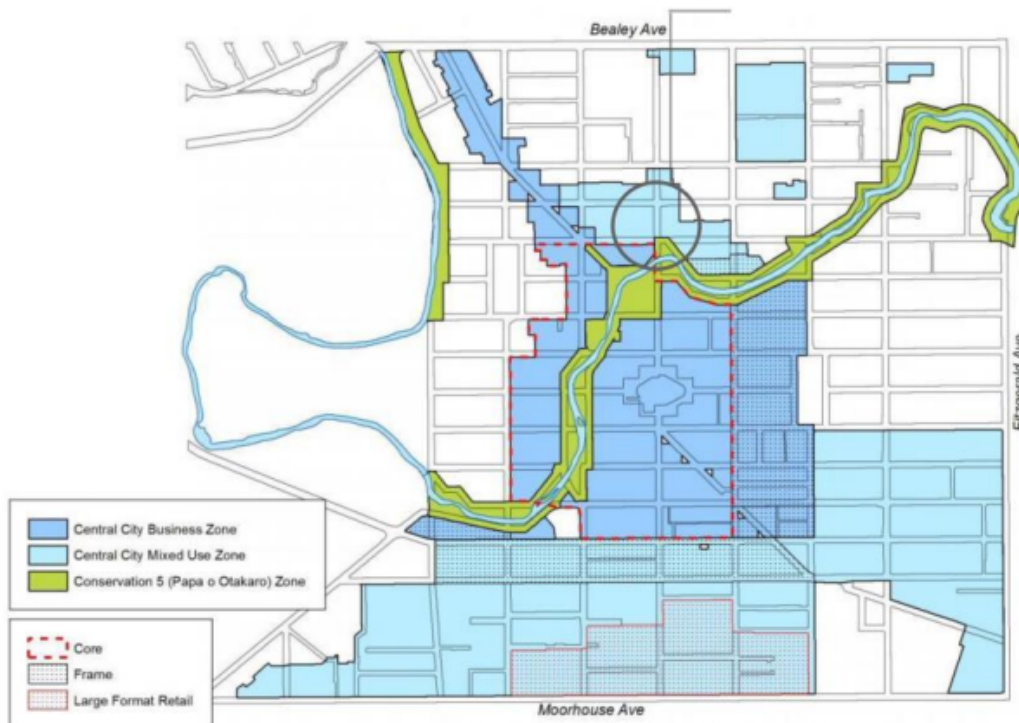 Bealey Ave
Fitzgerald Ave
Central City Business Zone
Central City Mixed Use Zone
Conservation 5 (Papa o Otakaro) Zone
Core
Frame
Large Format Retail
Moorhouse Ave